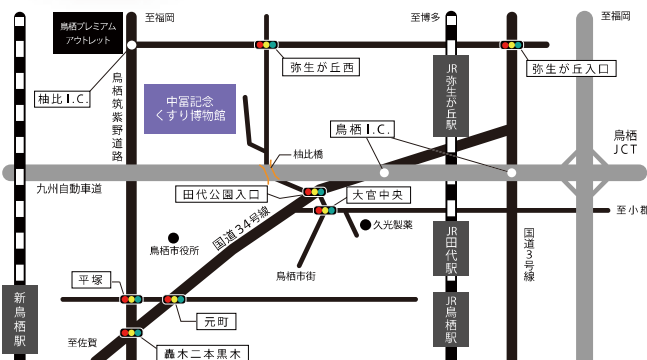 鳥栖プレミアム
アウトレット
至福岡
至博多
至福岡
弥生が丘西
弥生が丘入口
柚比I.C.
鳥栖筑紫野道路
中冨記念
くすり博物館
JR弥生が丘駅
鳥栖I.C.
鳥栖
JCT
柚比橋
九州自動車道
田代公園入口
大官中央
至小郡
国道34号線
久光製薬
鳥栖市役所
JR田代駅
国道3号線
鳥栖市街
平塚
新鳥栖駅
JR鳥栖駅
元町
至佐賀
轟木二本黒木